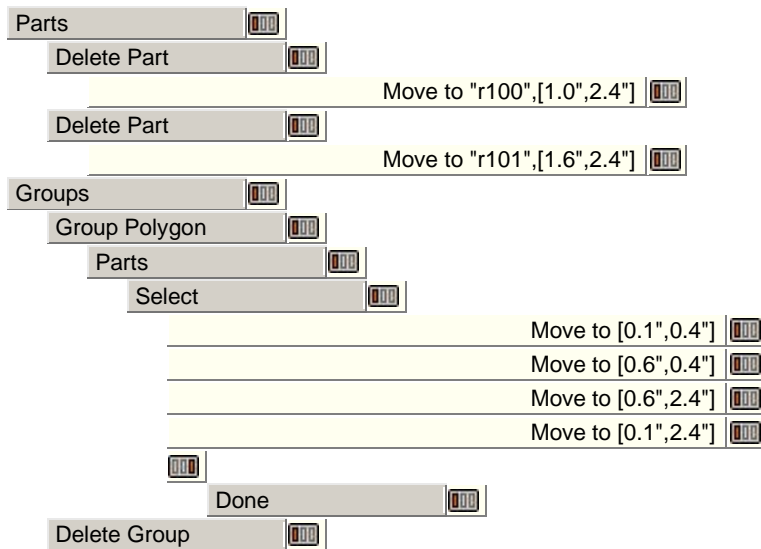 Parts
Delete Part
Move to "r100",[1.0",2.4"]
Delete Part
Move to "r101",[1.6",2.4"]
Groups
Group Polygon
Parts
Select
Move to [0.1",0.4"]
Move to [0.6",0.4"]
Move to [0.6",2.4"]
Move to [0.1",2.4"]
Done
Delete Group